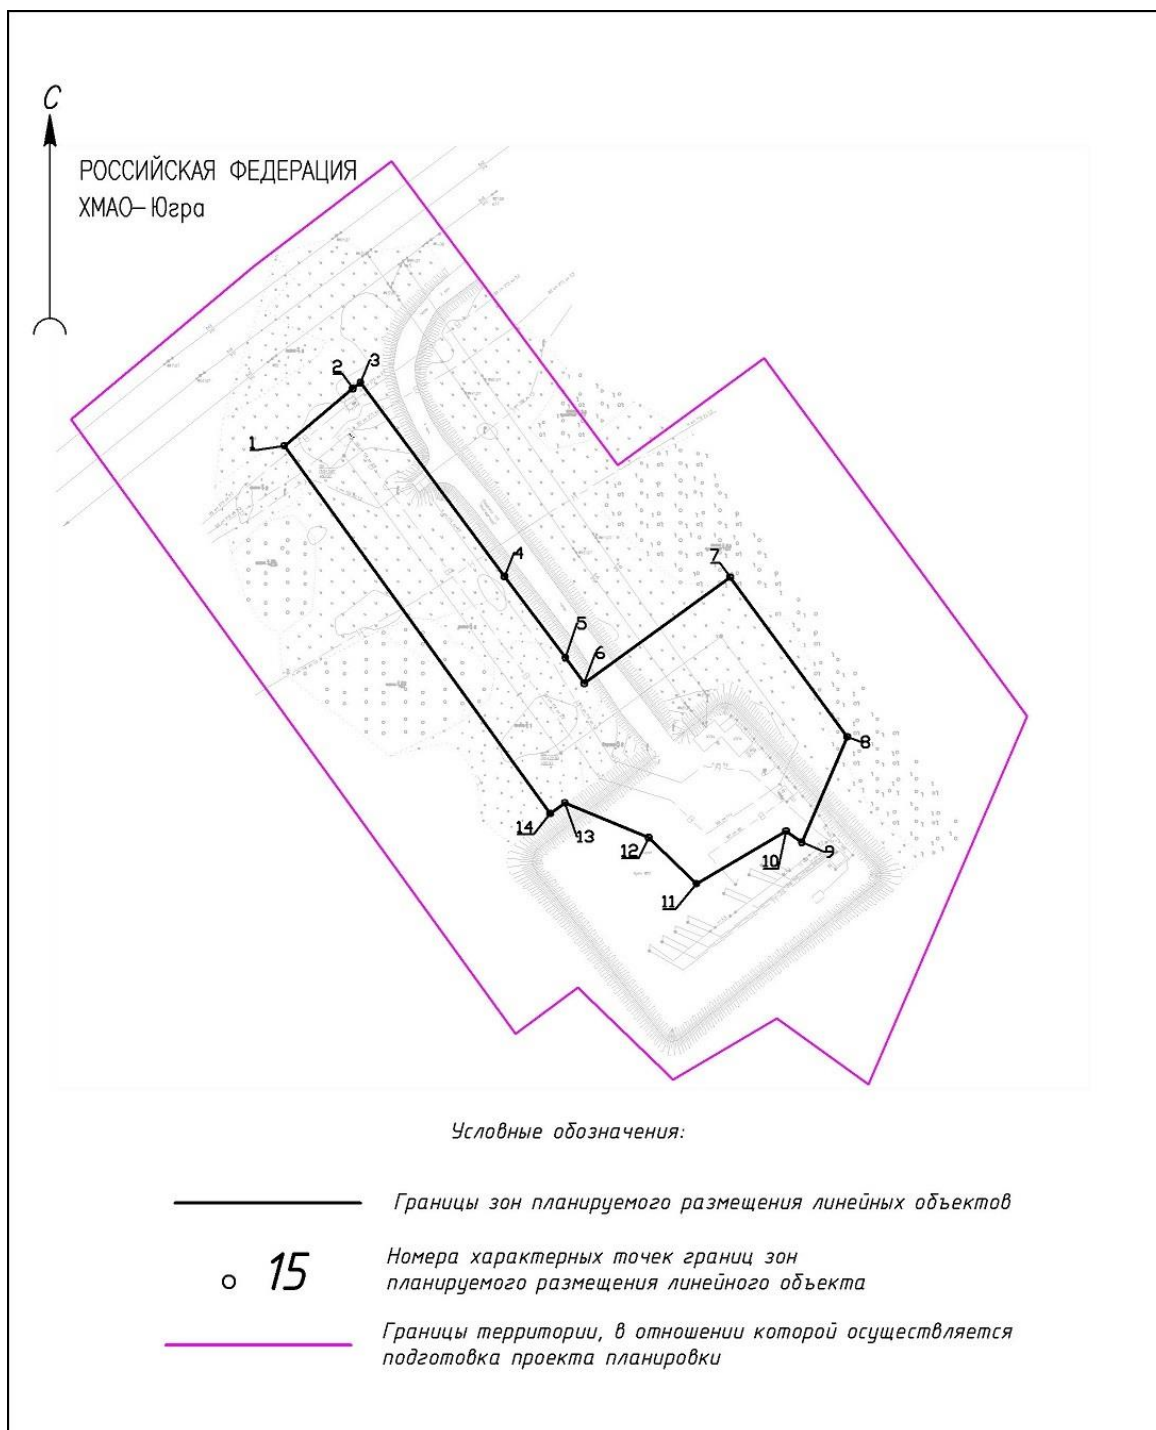 С
РОССИЙСКАЯ ФЕДЕРАЦИЯ
ХМАО-Югра
3
2
1
4
7
5
6
8
14
13
12
9
10
11
Условные обозначения:
Границы зон планируемого размещения линейных объектов
15
Номера характерных точек границ зон
планируемого размещения линейного объекта
Границы территории, в отношении которой осуществляется
подготовка проекта планировки